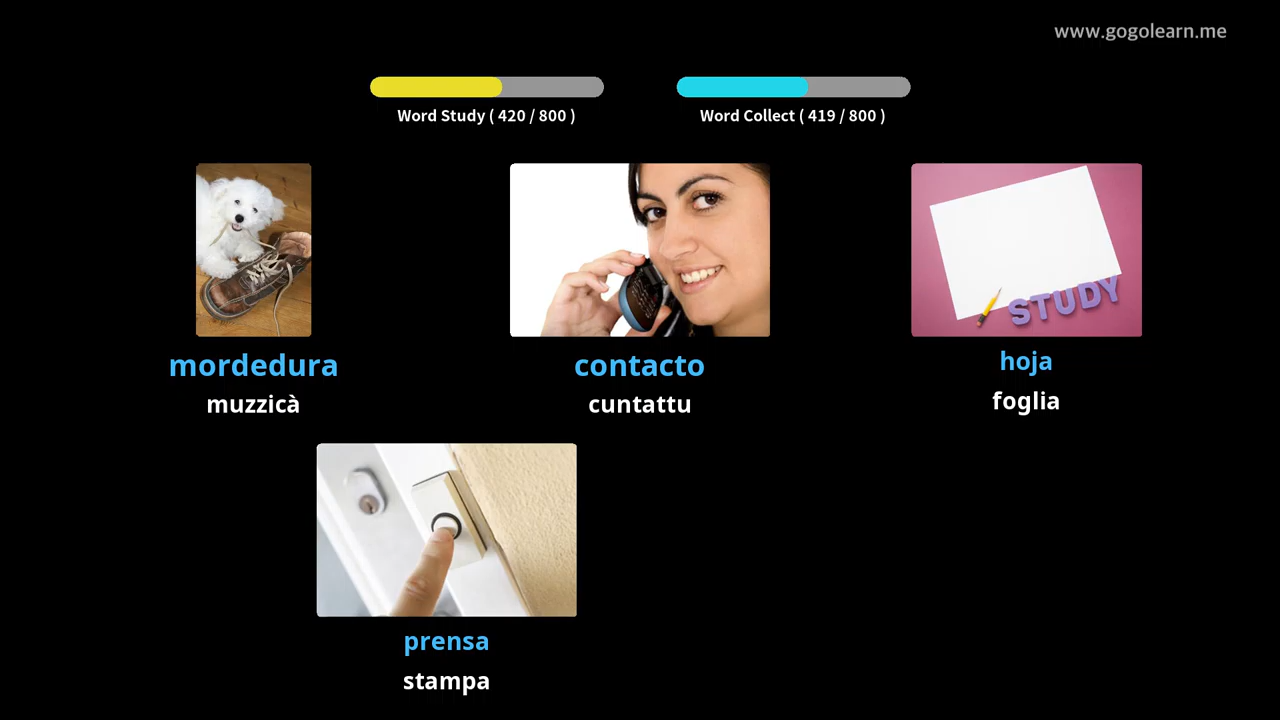 www.gogolearn.me
Word Study ( 420 / 800 )
Word Collect ( 419 / 800 )
mordedura
muzzicà
contacto
cuntattu
STUDY
hoja
foglia
prensa
stampa